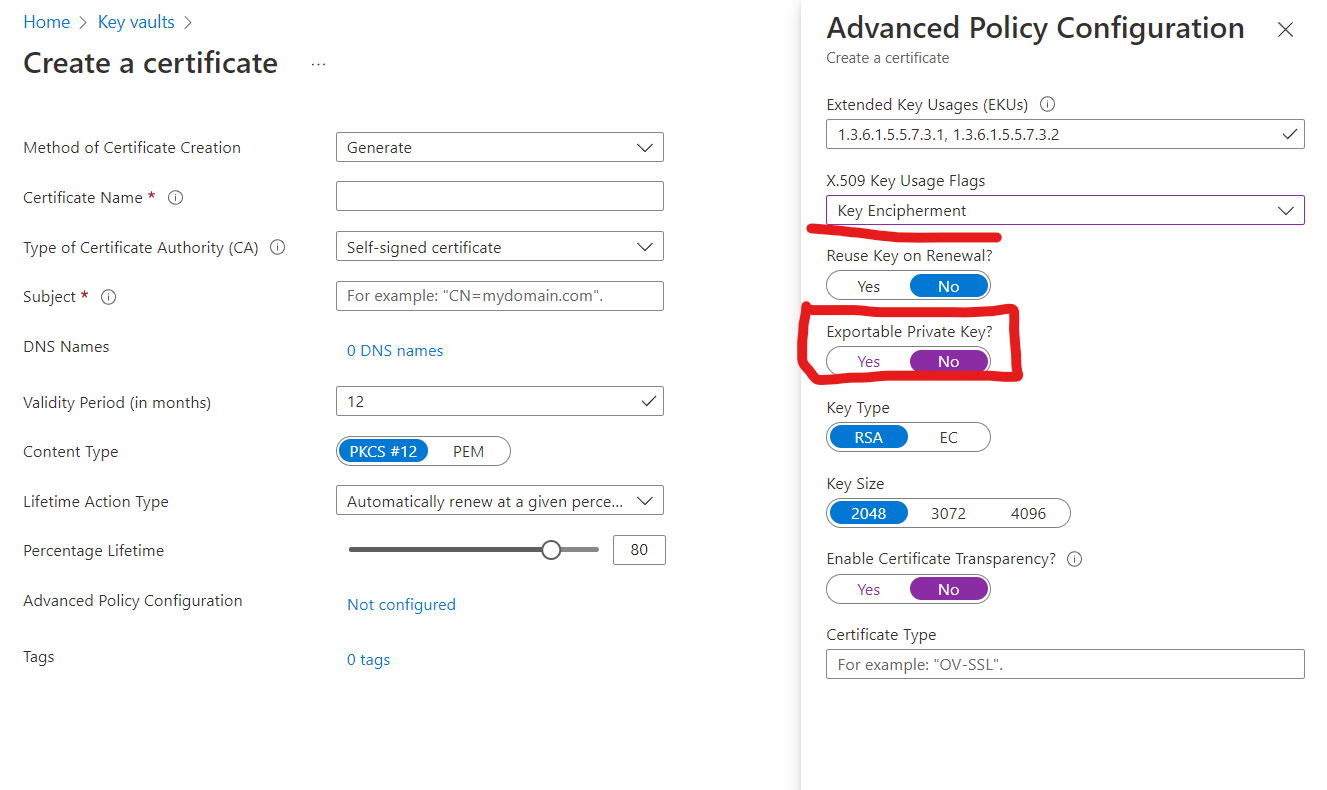 Home > Key vaults >
Create a certificate ...
Method of Certificate Creation Generate
Certificate Name *
Type of Certificate Authority (CA) Self-signed certificate
Subject * For example: "CN=mydomain.com".
DNS Names 0 DNS names
Validity Period (in months) 12
Content Type PKCS #12 PEM
Lifetime Action Type Automatically renew at a given perce...
Percentage Lifetime 80
Advanced Policy Configuration Not configured
Tags 0 tags
Advanced Policy Configuration
Create a certificate
Extended Key Usages (EKUs)
1.3.6.1.5.5.7.3.1, 1.3.6.1.5.5.7.3.2
X.509 Key Usage Flags
Key Encipherment
Reuse Key on Renewal?
Yes No
Exportable Private Key?
Yes No
Key Type
RSA EC
Key Size
2048 3072 4096
Enable Certificate Transparency?
Yes No
Certificate Type
For example: "OV-SSL".